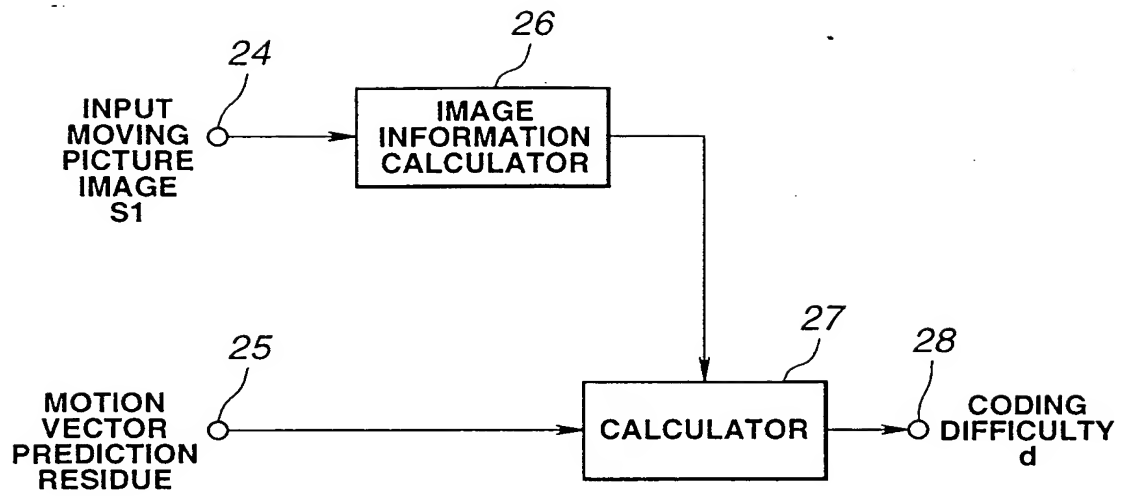 26
24
INPUT
MOVING
PICTURE
IMAGE
S1
IMAGE
INFORMATION
CALCULATOR
27
28
25
MOTION
VECTOR
PREDICTION
RESIDUE
CALCULATOR
CODING
DIFFICULTY
d